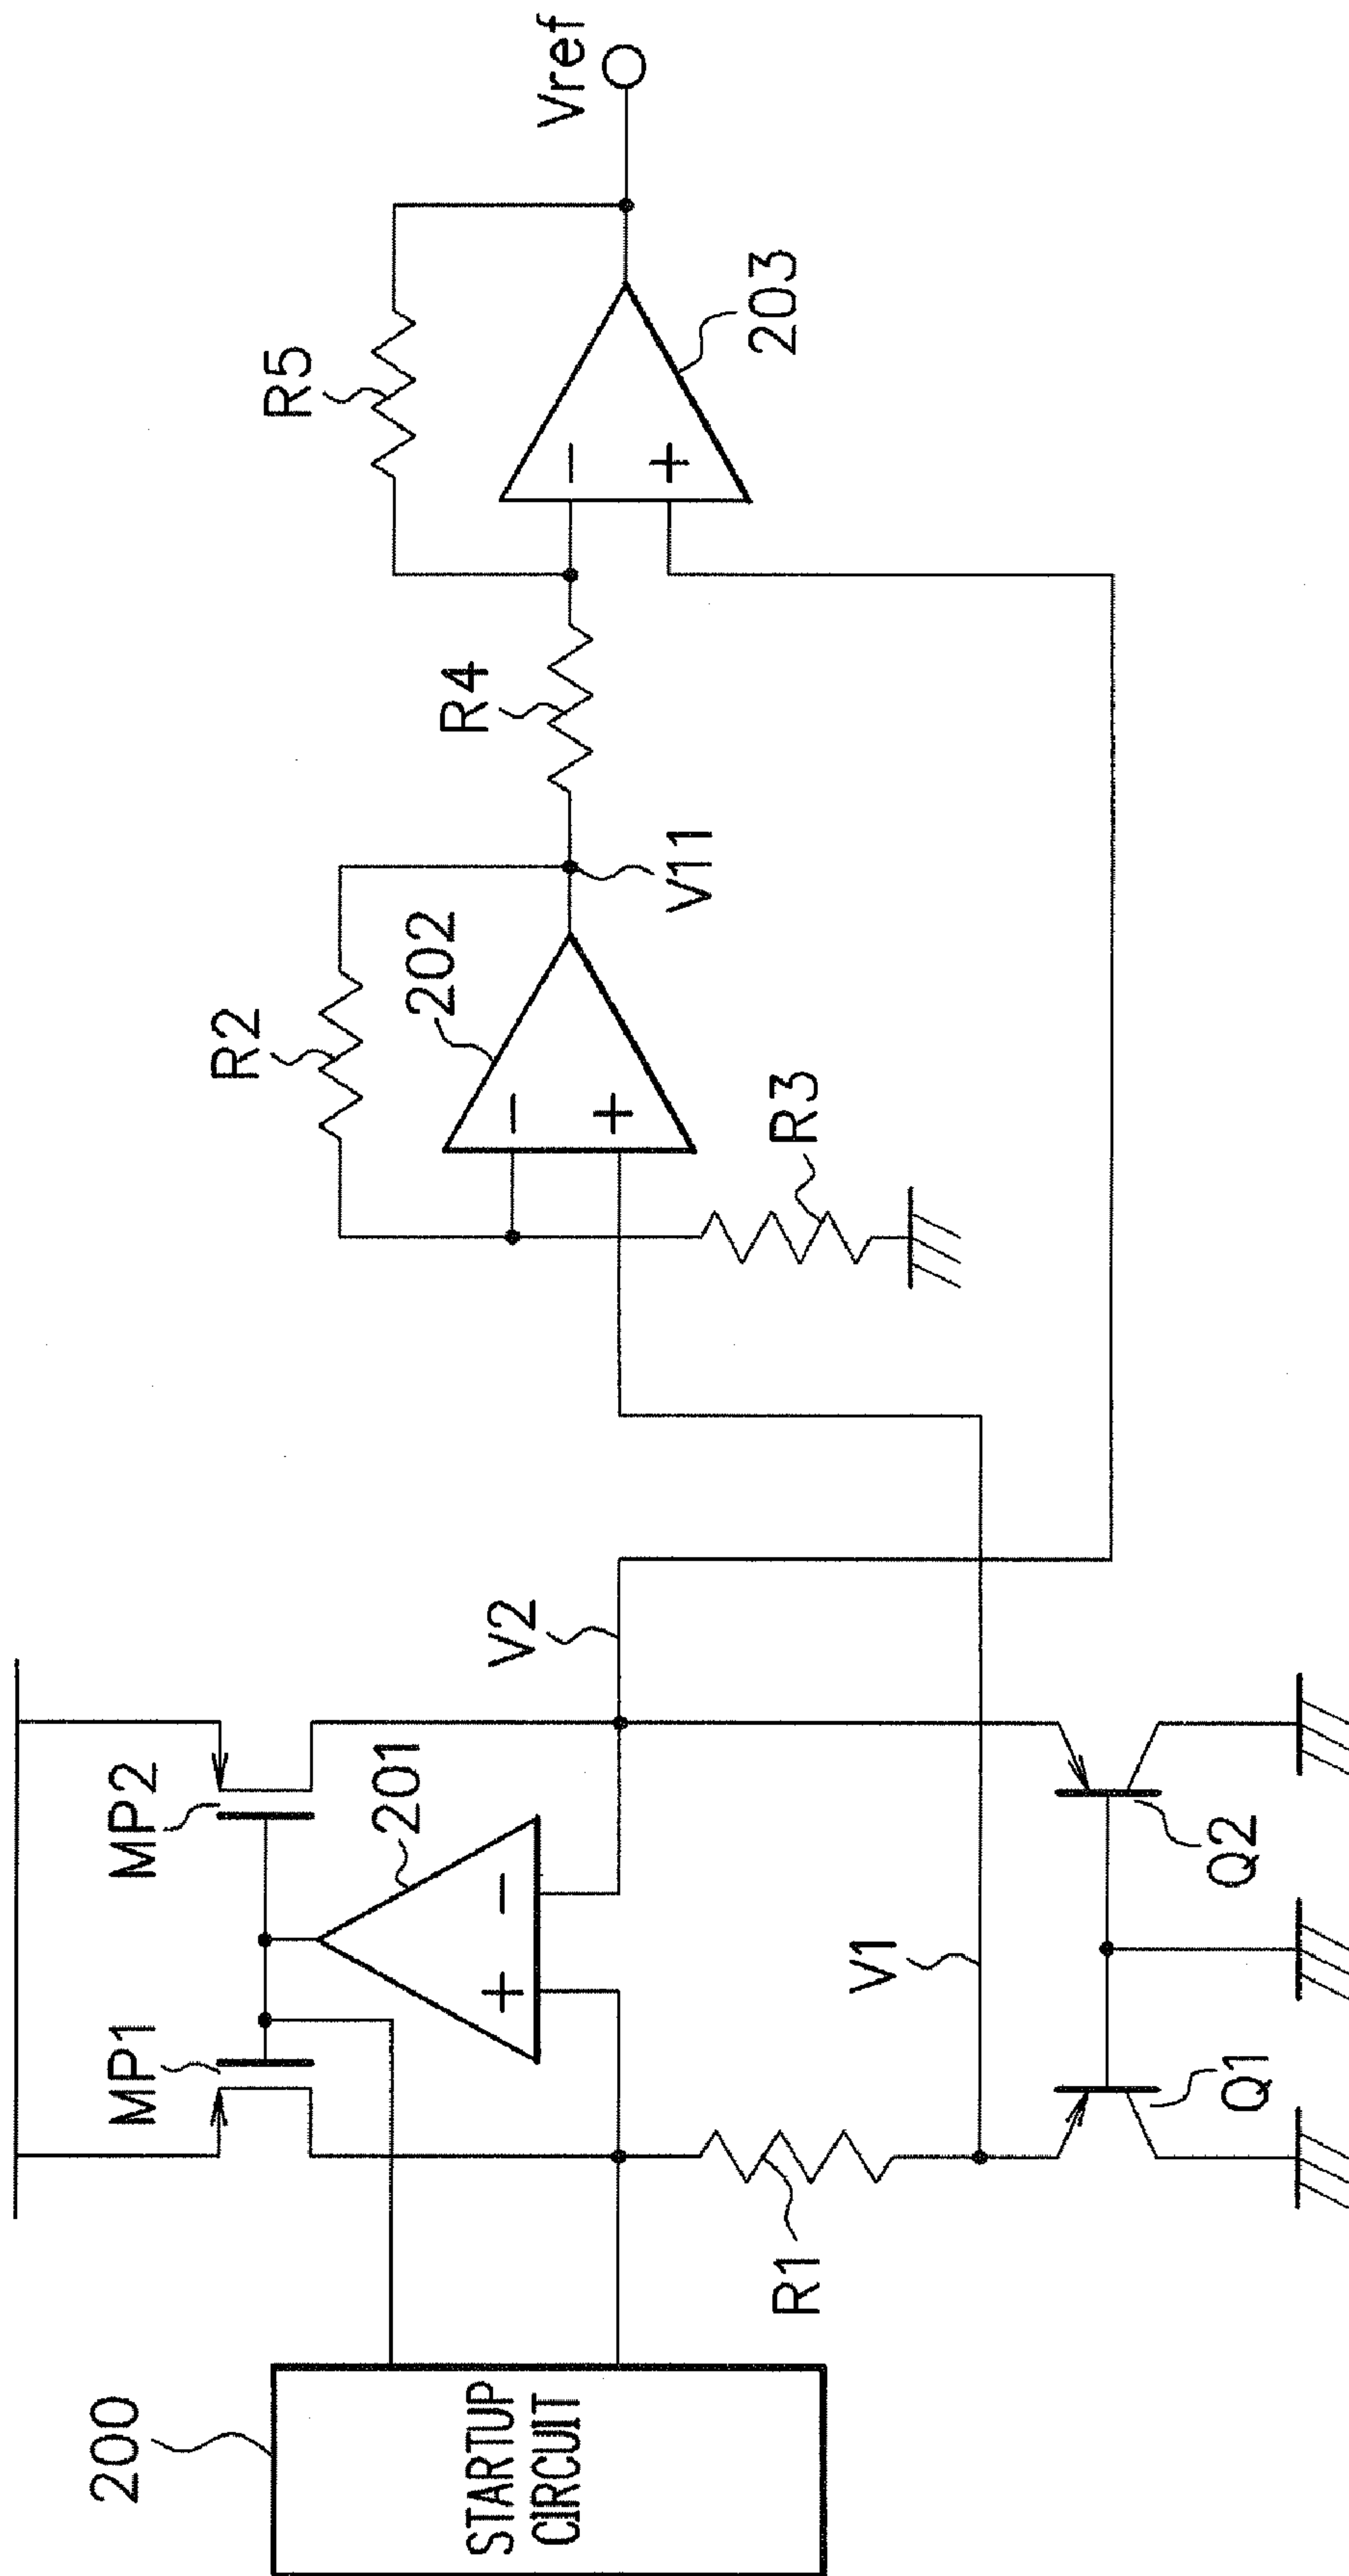 200
STARTUP
CIRCUIT
MP1
MP2
201
+
−
R1
Q1
Q2
V1
V2
R2
202
−
+
R3
V11
R4
R5
203
−
+
Vref